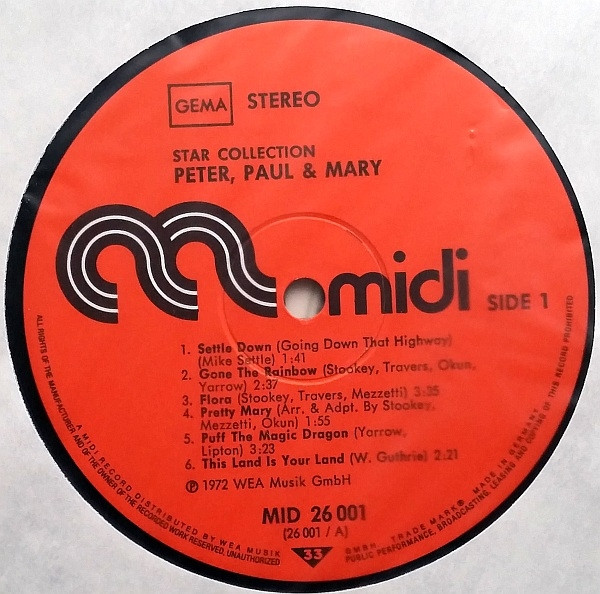 GEMA STEREO
STAR COLLECTION
PETER, PAUL & MARY
midi SIDE 1
1. Settle Down (Going Down That Highway)
(Mike Settle) 1:41
2. Gone The Rainbow (Stookey, Travers, Okun,
Yarrow) 2:37
3. Flora (Stookey, Travers, Mezzetti) 3:35
4. Pretty Mary (Arr. & Adpt. By Stookey,
Mezzetti, Okun) 1:55
5. Puff The Magic Dragon (Yarrow,
Lipton) 3:23
6. This Land Is Your Land (W. Guthrie) 2:21
℗ 1972 WEA Musik GmbH
MID 26 001
(26 001 / A)
33
ALL RIGHTS OF THE MANUFACTURER AND OF THE OWNER OF THE RECORDED WORK RESERVED, UNAUTHORIZED
PUBLIC PERFORMANCE, BROADCASTING, LEASING AND COPYING OF THIS RECORD PROHIBITED
A MIDI RECORD DISTRIBUTED BY WEA MUSIK
GMBH TRADE MARK® MADE IN GERMANY